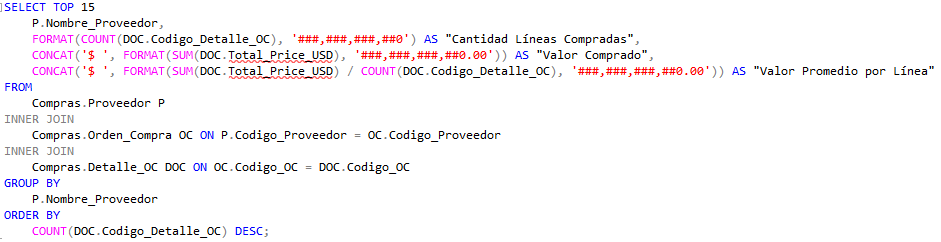 SELECT TOP 15
P.Nombre_Proveedor,
FORMAT(COUNT(DOC.Codigo_Detalle_OC), '###,###,###,##0') AS "Cantidad Líneas Compradas",
CONCAT('$ ', FORMAT(SUM(DOC.Total_Price_USD), '###,###,###,##0.00')) AS "Valor Comprado",
CONCAT('$ ', FORMAT(SUM(DOC.Total_Price_USD) / COUNT(DOC.Codigo_Detalle_OC), '###,###,###,##0.00')) AS "Valor Promedio por Línea"
FROM
Compras.Proveedor P
INNER JOIN
Compras.Orden_Compra OC ON P.Codigo_Proveedor = OC.Codigo_Proveedor
INNER JOIN
Compras.Detalle_OC DOC ON OC.Codigo_OC = DOC.Codigo_OC
GROUP BY
P.Nombre_Proveedor
ORDER BY
COUNT(DOC.Codigo_Detalle_OC) DESC;